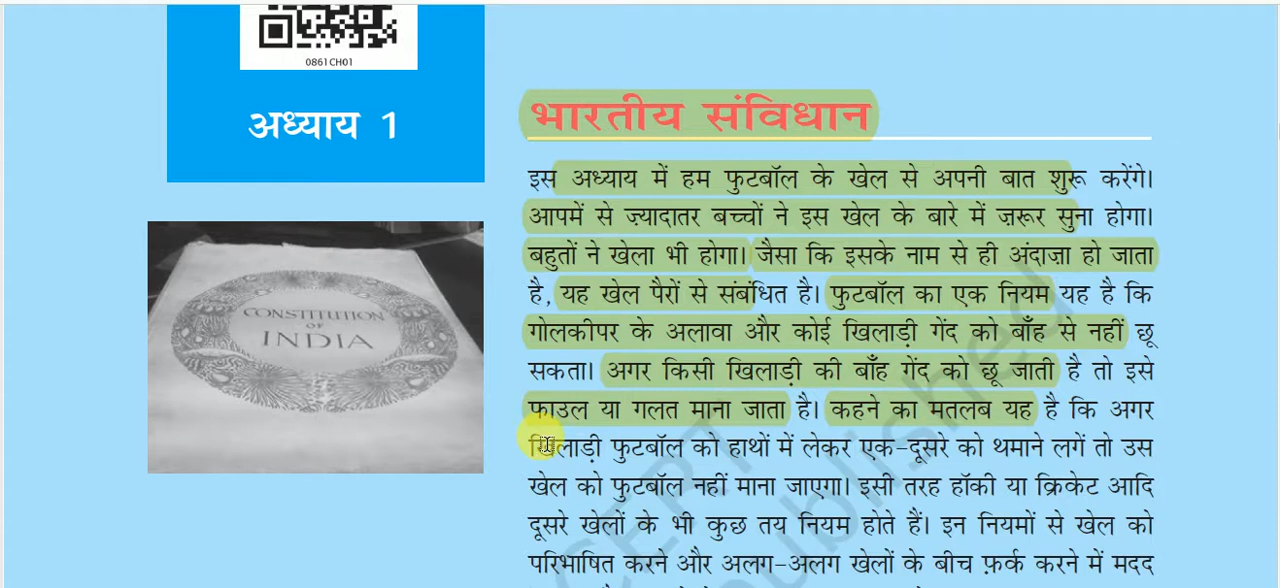 0861CH01
अध्याय 1
भारतीय संविधान
इस अध्याय में हम फुटबॉल के खेल से अपनी बात शुरू करेंगे।
आपमें से ज़्यादातर बच्चों ने इस खेल के बारे में ज़रूर सुना होगा।
बहुतों ने खेला भी होगा। जैसा कि इसके नाम से ही अंदाज़ा हो जाता
है, यह खेल पैरों से संबंधित है। फुटबॉल का एक नियम यह है कि
गोलकीपर के अलावा और कोई खिलाड़ी गेंद को बाँह से नहीं छू
सकता। अगर किसी खिलाड़ी की बाँह गेंद को छू जाती है तो इसे
फाउल या गलत माना जाता है। कहने का मतलब यह है कि अगर
खिलाड़ी फुटबॉल को हाथों में लेकर एक-दूसरे को थमाने लगें तो उस
खेल को फुटबॉल नहीं माना जाएगा। इसी तरह हॉकी या क्रिकेट आदि
दूसरे खेलों के भी कुछ तय नियम होते हैं। इन नियमों से खेल को
परिभाषित करने और अलग-अलग खेलों के बीच फ़र्क करने में मदद
CONSTITUTION
OF
INDIA